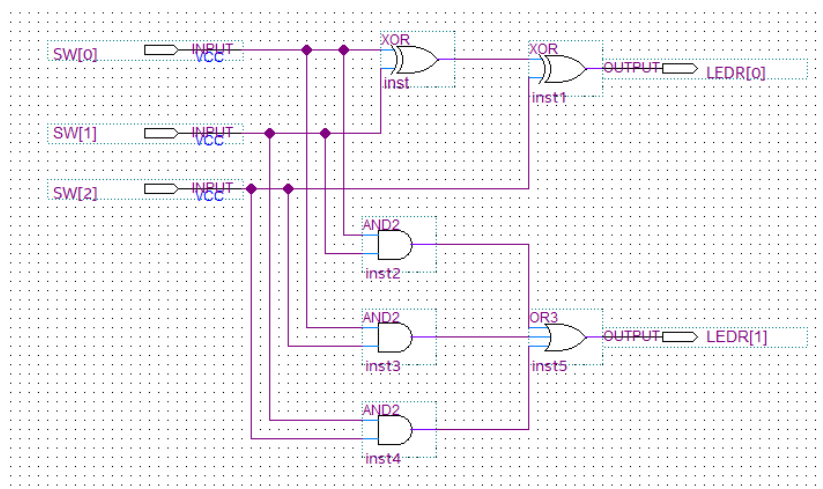 SW[0]
INPUT
VCC
XOR
inst
XOR
inst1
OUTPUT
LEDR[0]
SW[1]
INPUT
VCC
SW[2]
INPUT
VCC
AND2
inst2
AND2
inst3
OR3
inst5
OUTPUT
LEDR[1]
AND2
inst4